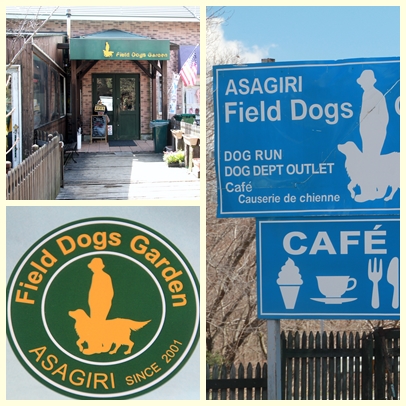 Field Dogs Garden
Field Dogs Garden
ASAGIRI SINCE 2001
ASAGIRI
Field Dogs
DOG RUN
DOG DEPT OUTLET
Café
Causerie de chienne
CAFÉ